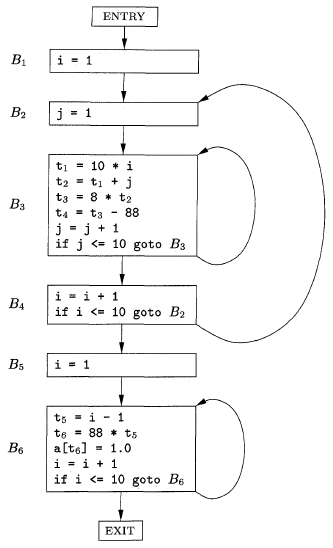 ENTRY
B₁
i = 1
B₂
j = 1
B₃
t₁ = 10 * i
t₂ = t₁ + j
t₃ = 8 * t₂
t₄ = t₃ - 88
j = j + 1
if j <= 10 goto B₃
B₄
i = i + 1
if i <= 10 goto B₂
B₅
i = 1
B₆
t₅ = i - 1
t₆ = 88 * t₅
a[t₆] = 1.0
i = i + 1
if i <= 10 goto B₆
EXIT